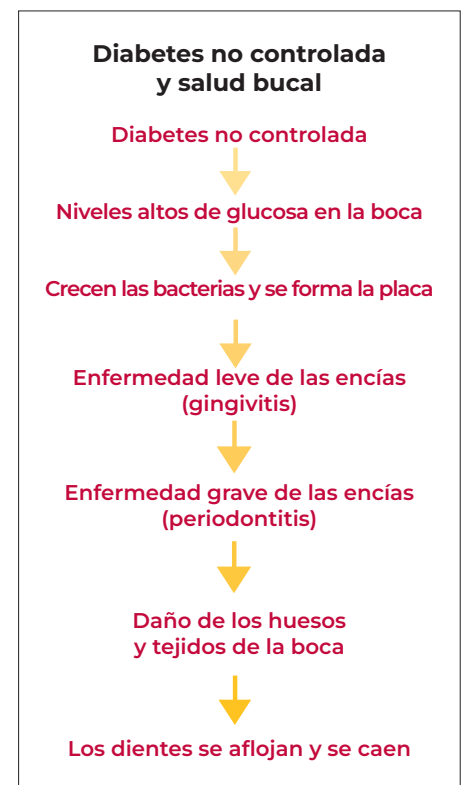 Diabetes no controlada
y salud bucal
Diabetes no controlada
Niveles altos de glucosa en la boca
Crecen las bacterias y se forma la placa
Enfermedad leve de las encías
(gingivitis)
Enfermedad grave de las encías
(periodontitis)
Daño de los huesos
y tejidos de la boca
Los dientes se aflojan y se caen